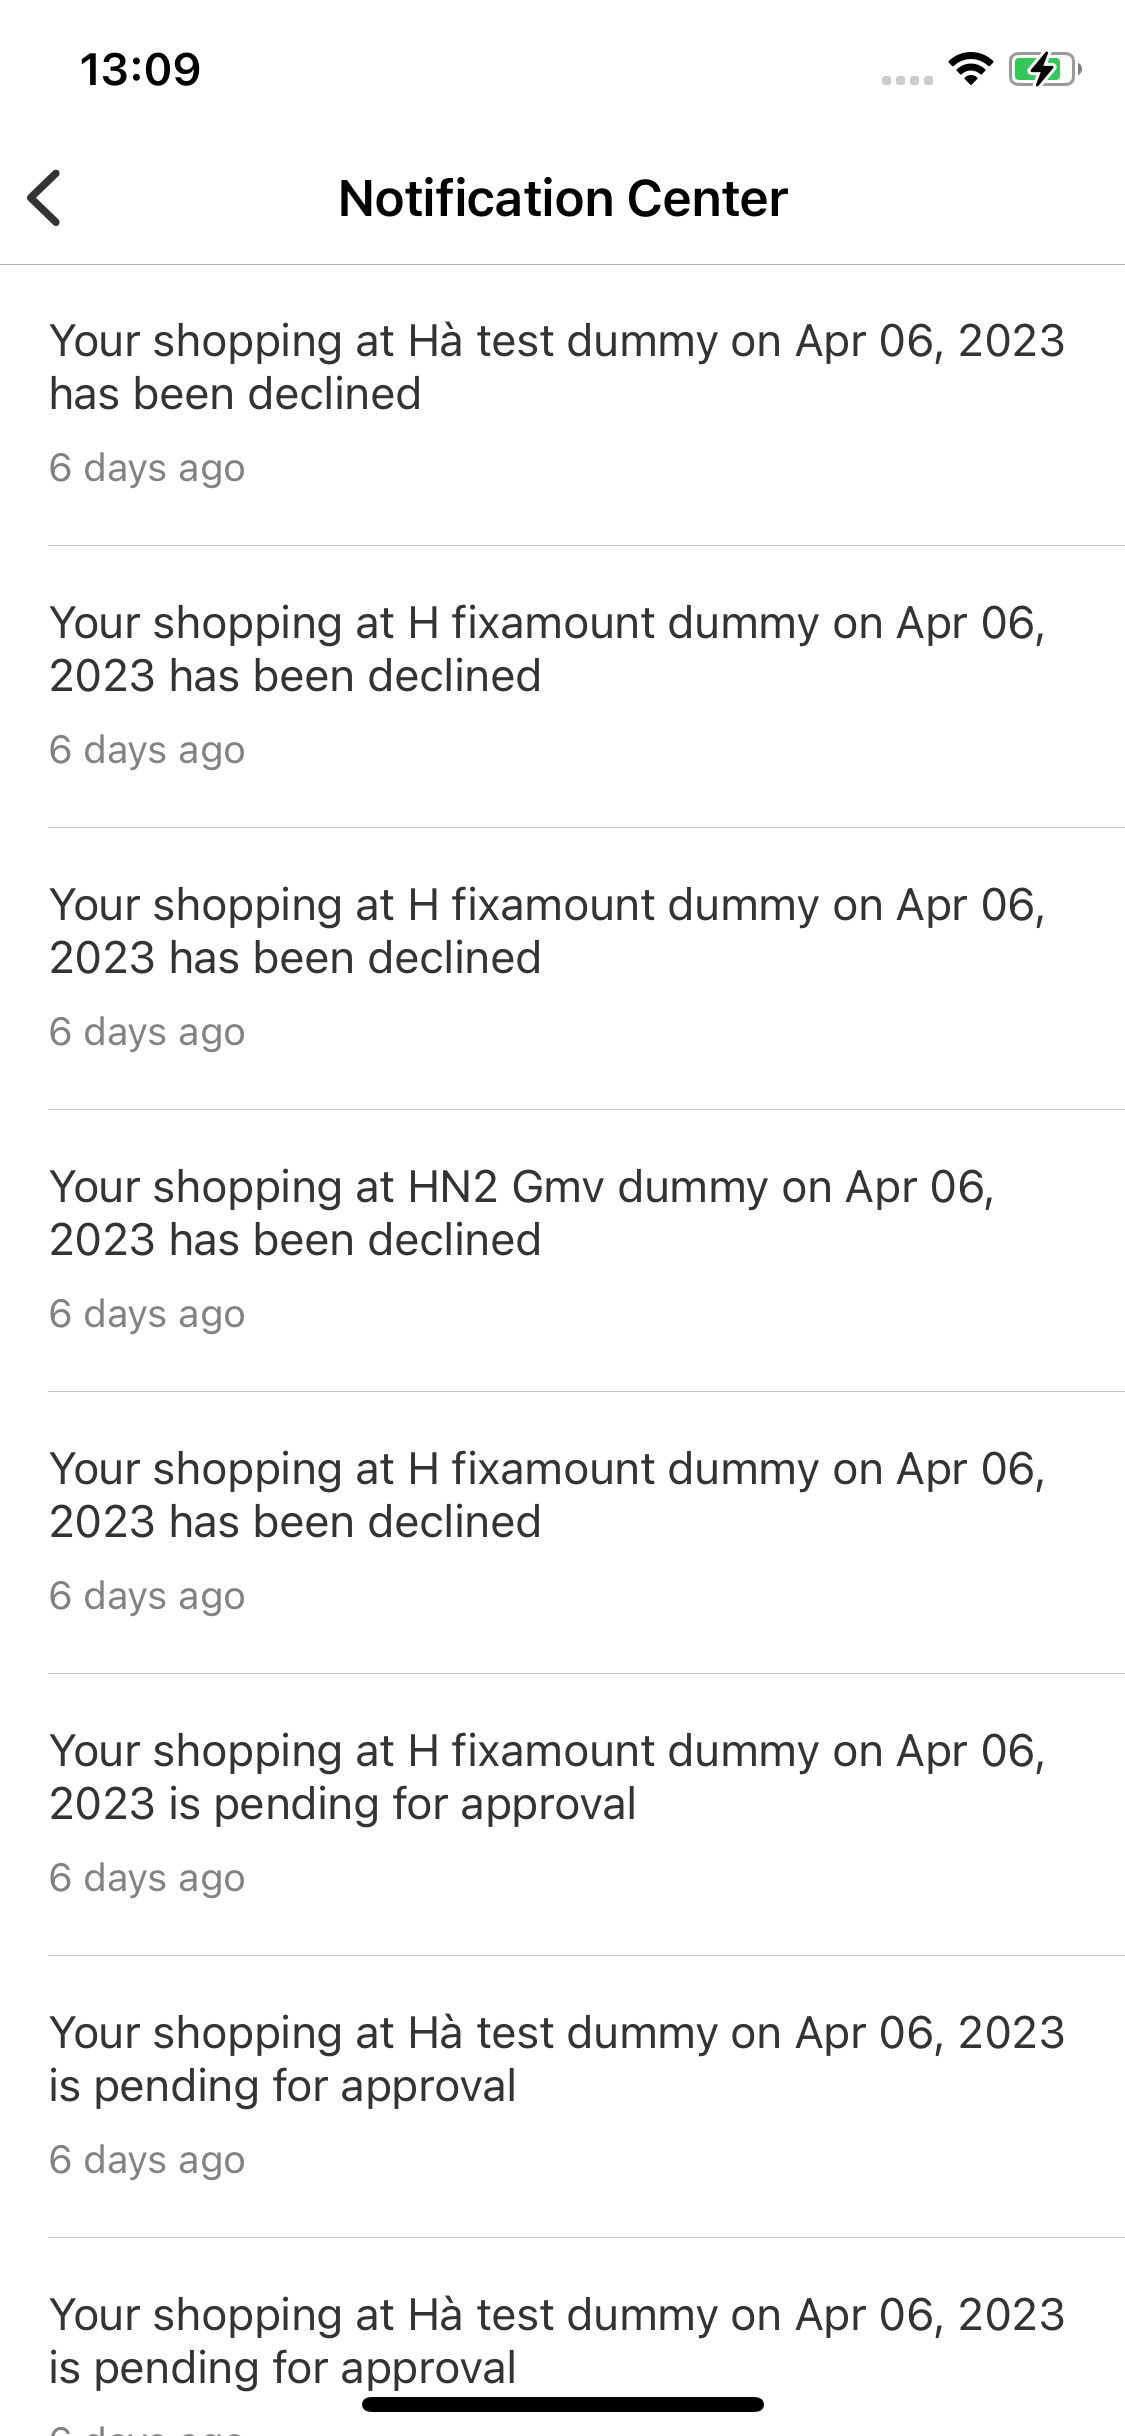 13:09
Notification Center
Your shopping at Hà test dummy on Apr 06, 2023
has been declined
6 days ago
Your shopping at H fixamount dummy on Apr 06,
2023 has been declined
6 days ago
Your shopping at H fixamount dummy on Apr 06,
2023 has been declined
6 days ago
Your shopping at HN2 Gmv dummy on Apr 06,
2023 has been declined
6 days ago
Your shopping at H fixamount dummy on Apr 06,
2023 has been declined
6 days ago
Your shopping at H fixamount dummy on Apr 06,
2023 is pending for approval
6 days ago
Your shopping at Hà test dummy on Apr 06, 2023
is pending for approval
6 days ago
Your shopping at Hà test dummy on Apr 06, 2023
is pending for approval
6 days ago